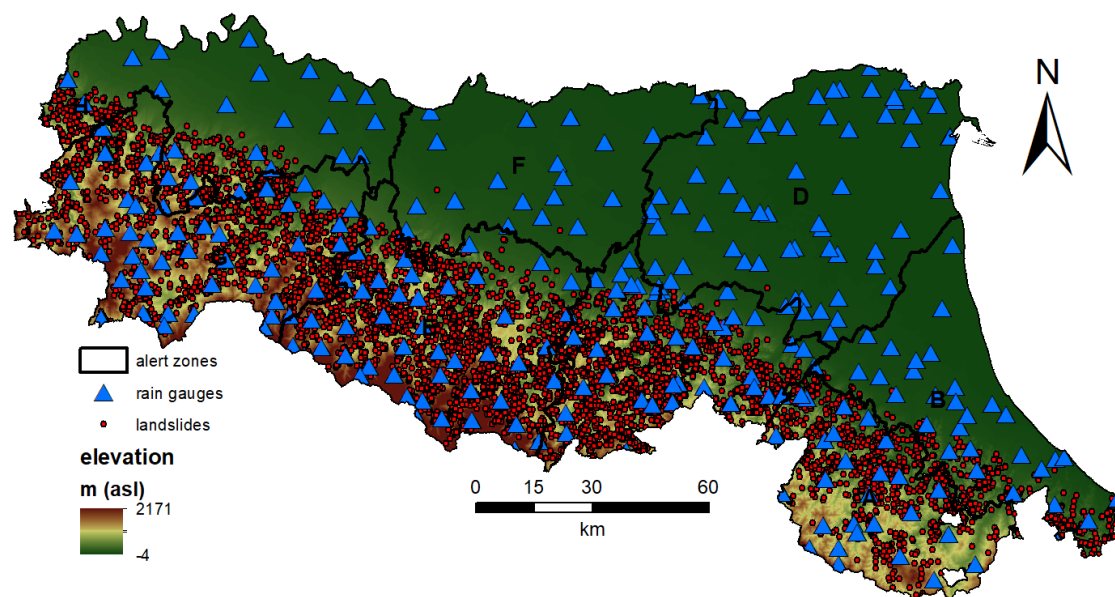 N
F
D
B
A
alert zones
rain gauges
landslides
elevation
m (asl)
2171
-4
0 15 30 60
km